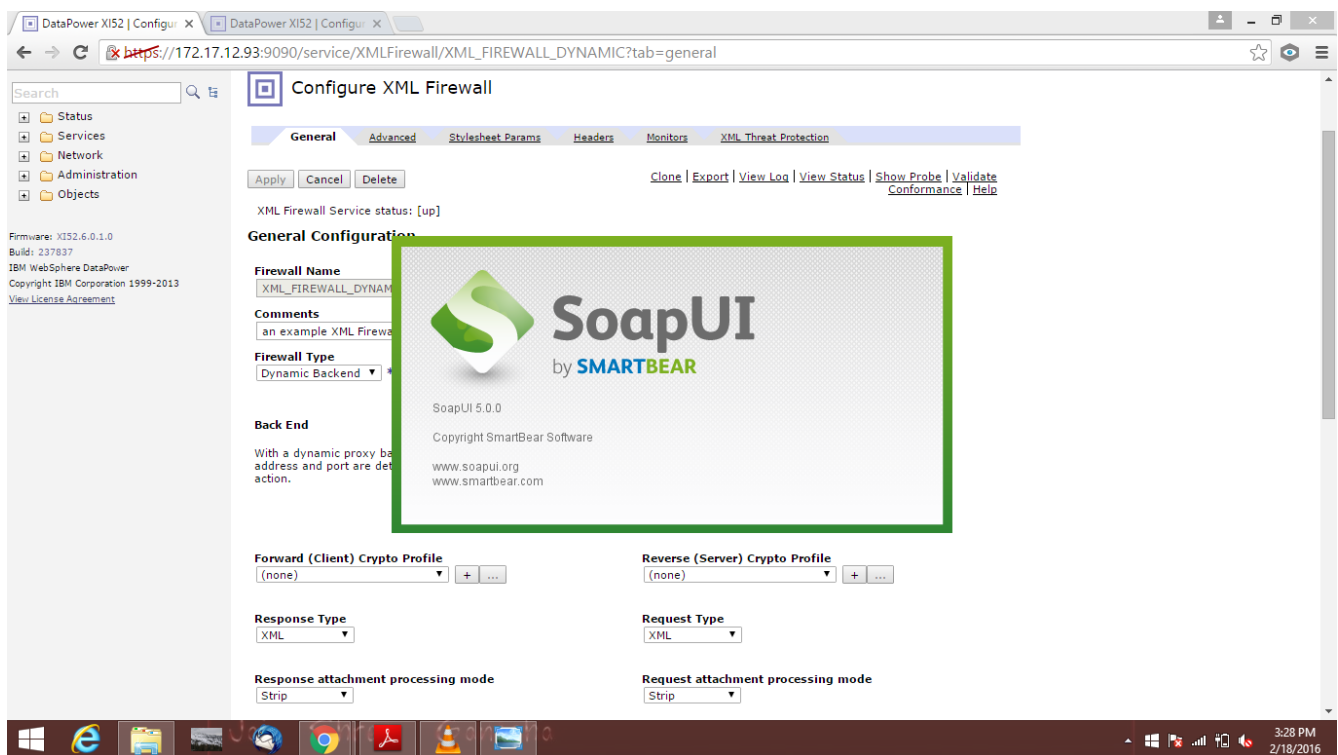 DataPower XI52 | Configur
DataPower XI52 | Configur
https://172.17.12.93:9090/service/XMLFirewall/XML_FIREWALL_DYNAMIC?tab=general
Search
Status
Services
Network
Administration
Objects
Firmware: XI52.6.0.1.0
Build: 237837
IBM WebSphere DataPower
Copyright IBM Corporation 1999-2013
View License Agreement
Configure XML Firewall
General Advanced Stylesheet Params Headers Monitors XML Threat Protection
Apply Cancel Delete
Clone | Export | View Log | View Status | Show Probe | Validate
Conformance | Help
XML Firewall Service status: [up]
General Configuration
Firewall Name
XML_FIREWALL_DYNAM
Comments
an example XML Firewa
Firewall Type
Dynamic Backend *
Back End
With a dynamic proxy ba
address and port are det
action.
SoapUI
by SMARTBEAR
SoapUI 5.0.0
Copyright SmartBear Software
www.soapui.org
www.smartbear.com
Forward (Client) Crypto Profile
(none) + ...
Reverse (Server) Crypto Profile
(none) + ...
Response Type
XML
Request Type
XML
Response attachment processing mode
Strip
Request attachment processing mode
Strip
3:28 PM
2/18/2016